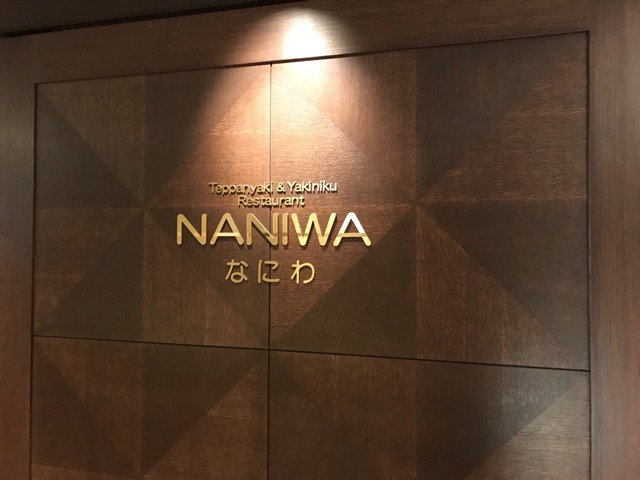 Teppanyaki & Yakiniku
Restaurant
NANIWA
なにわ